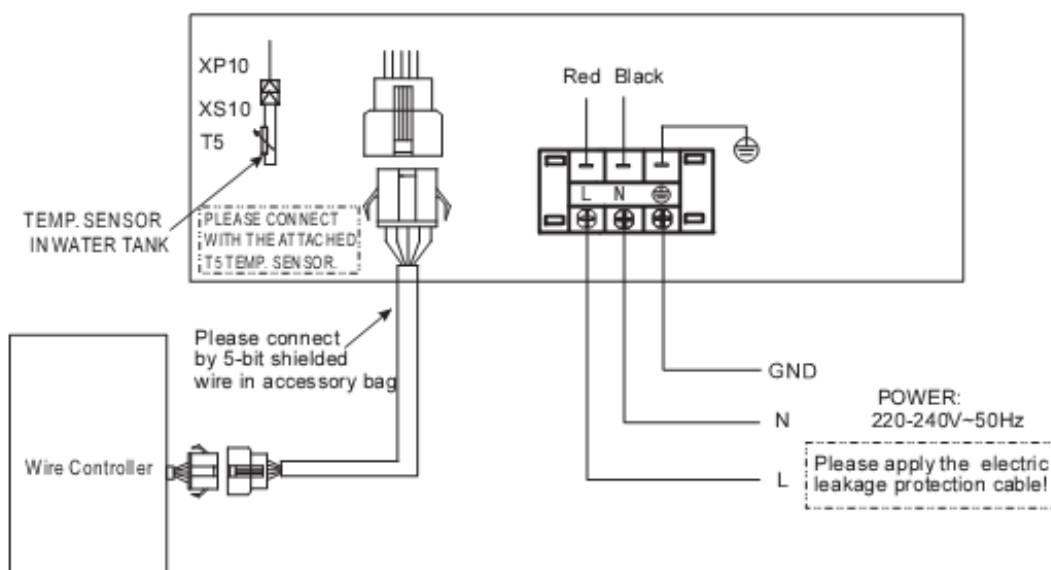 XP10
XS10
T5
TEMP. SENSOR
IN WATER TANK
PLEASE CONNECT
WITH THE ATTACHED
T5 TEMP. SENSOR.
Red Black
L N
Please connect
by 5-bit shielded
wire in accessory bag
Wire Controller
GND
N
L
POWER:
220-240V~50Hz
Please apply the electric
leakage protection cable!